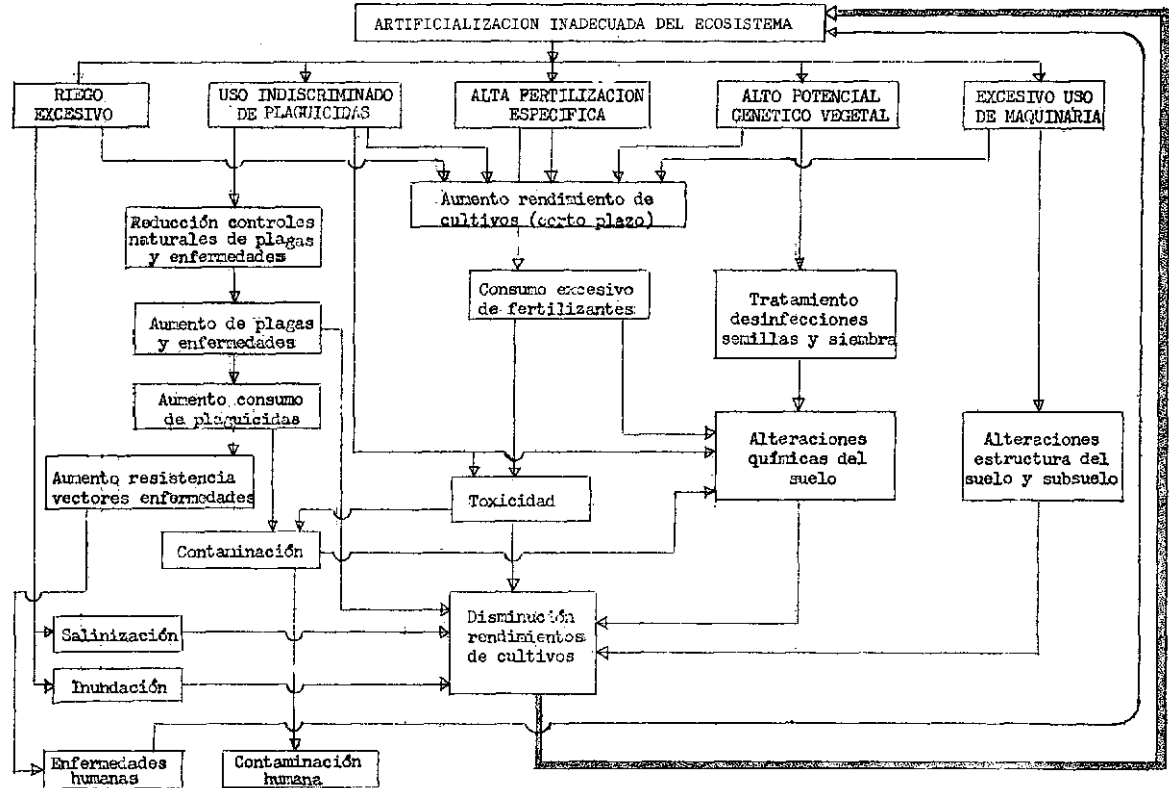 ARTIFICIALIZACION INADECUADA DEL ECOSISTEMA
RIEGO
EXCESIVO
USO INDISCRIMINADO
DE PLAGUICIDAS
ALTA FERTILIZACION
ESPECIFICA
ALTO POTENCIAL
GENETICO VEGETAL
EXCESIVO USO
DE MAQUINARIA
Aumento rendimiento de
cultivos (corto plazo)
Reducción controles
naturales de plagas
y enfermedades
Consumo excesivo
de fertilizantes
Tratamiento
desinfecciones
semillas y siembra
Aumento de plagas
y enfermedades
Aumento consumo
de plaguicidas
Alteraciones
químicas del
suelo
Alteraciones
estructura del
suelo y subsuelo
Aumento resistencia
vectores enfermedades
Toxicidad
Contaminación
Disminución
rendimientos
de cultivos
Salinización
Inundación
Enfermedades
humanas
Contaminación
humana